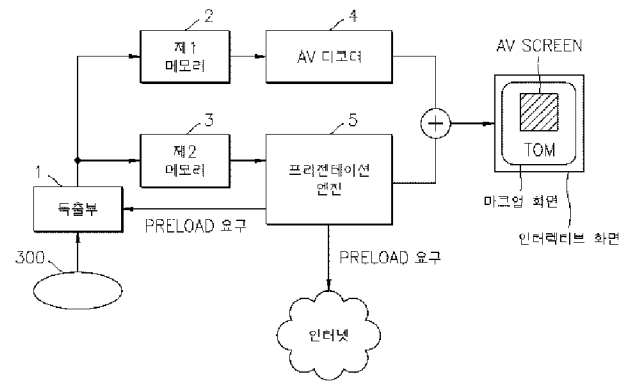 2
제1
메모리
4
AV 디코더
AV SCREEN
TOM
마크업 화면
인터랙티브 화면
3
제2
메모리
5
프리젠테이션
엔진
1
독출부
PRELOAD 요구
300
PRELOAD 요구
인터넷